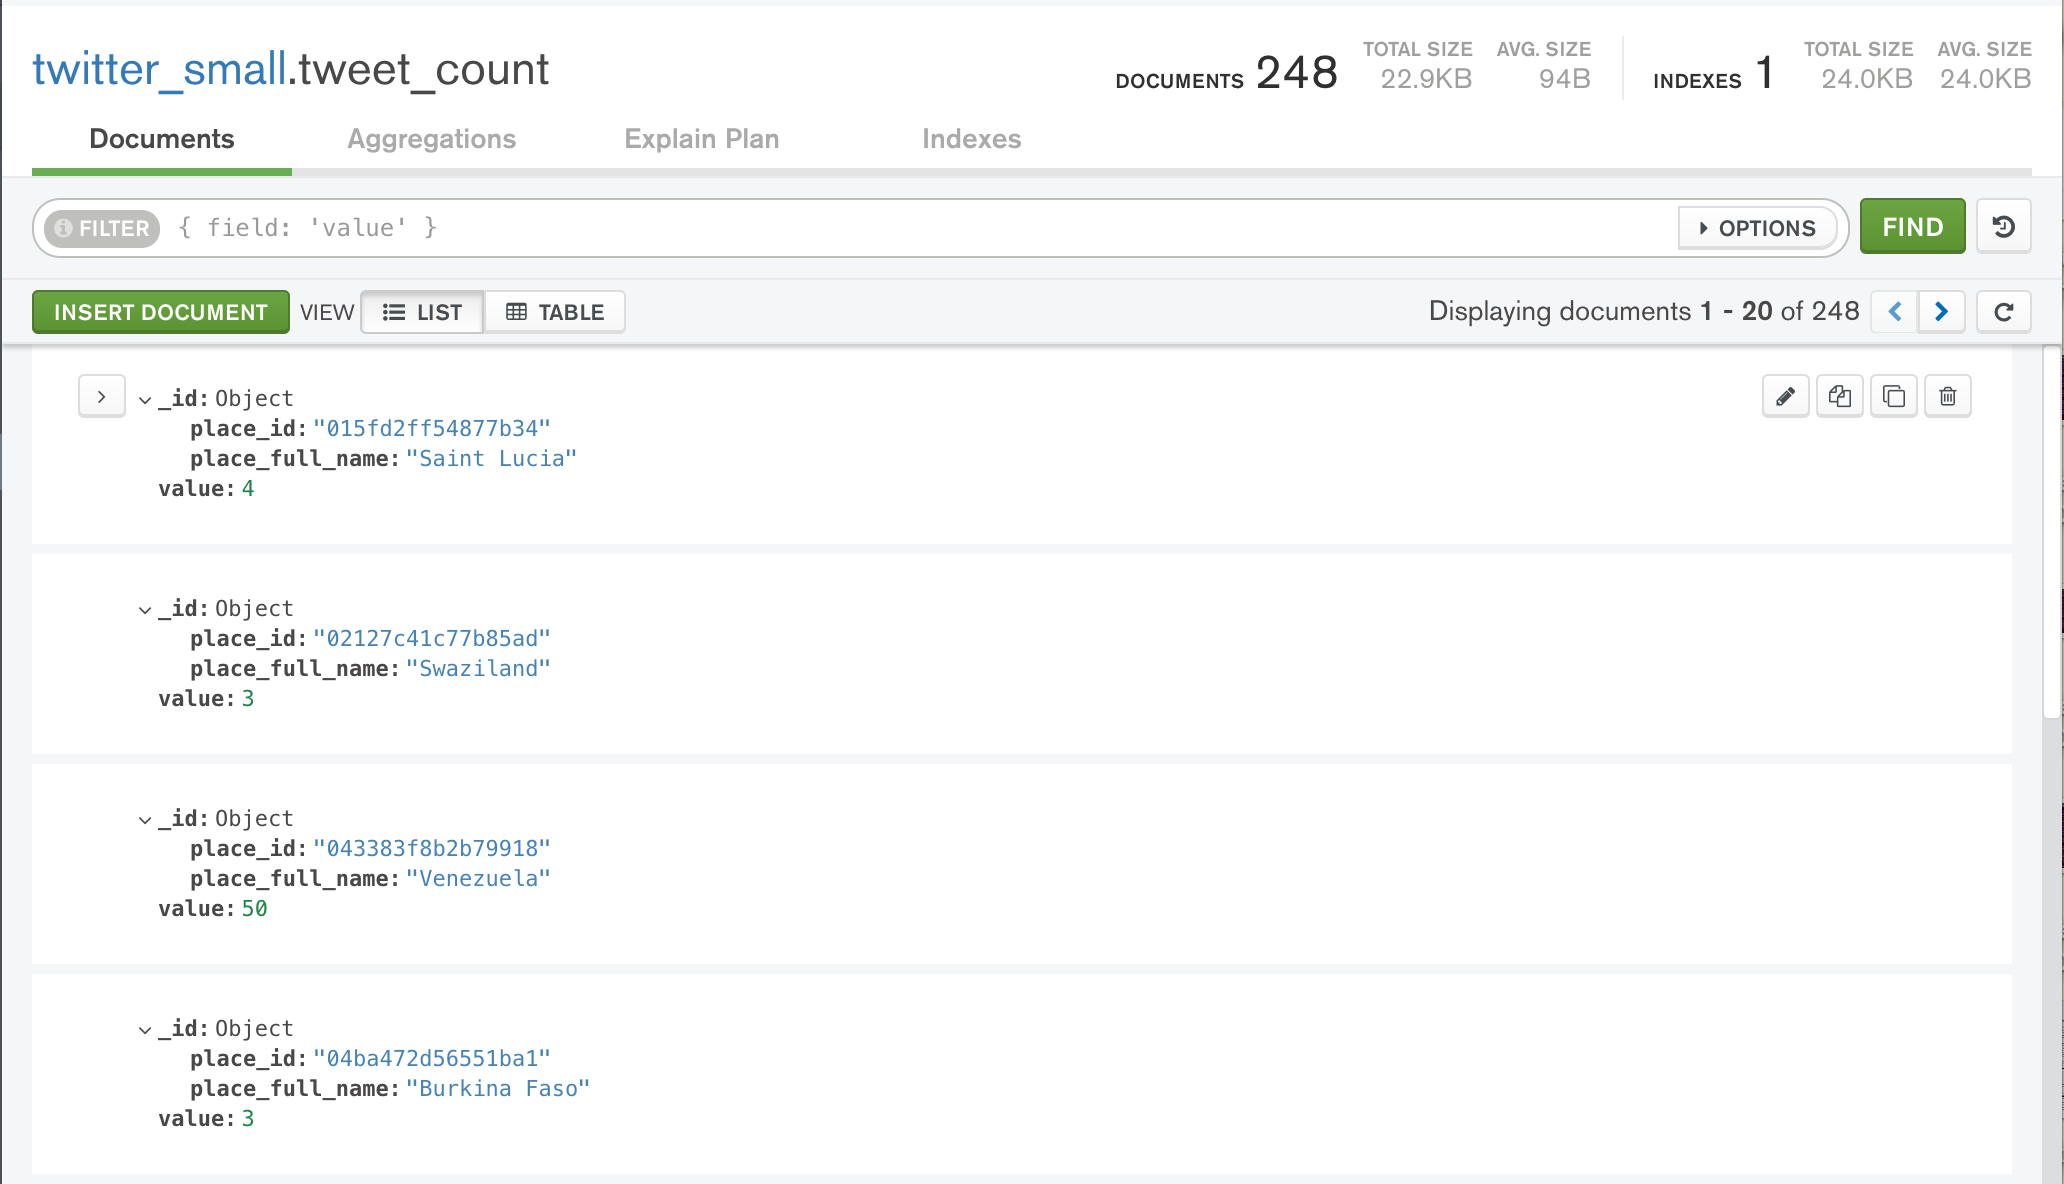 twitter_small.tweet_count
DOCUMENTS 248 TOTAL SIZE 22.9KB AVG. SIZE 94B INDEXES 1 TOTAL SIZE 24.0KB AVG. SIZE 24.0KB
Documents Aggregations Explain Plan Indexes
FILTER { field: 'value' } OPTIONS FIND
INSERT DOCUMENT VIEW LIST TABLE Displaying documents 1 - 20 of 248
_id: Object
place_id: "015fd2ff54877b34"
place_full_name: "Saint Lucia"
value: 4
_id: Object
place_id: "02127c41c77b85ad"
place_full_name: "Swaziland"
value: 3
_id: Object
place_id: "043383f8b2b79918"
place_full_name: "Venezuela"
value: 50
_id: Object
place_id: "04ba472d56551ba1"
place_full_name: "Burkina Faso"
value: 3